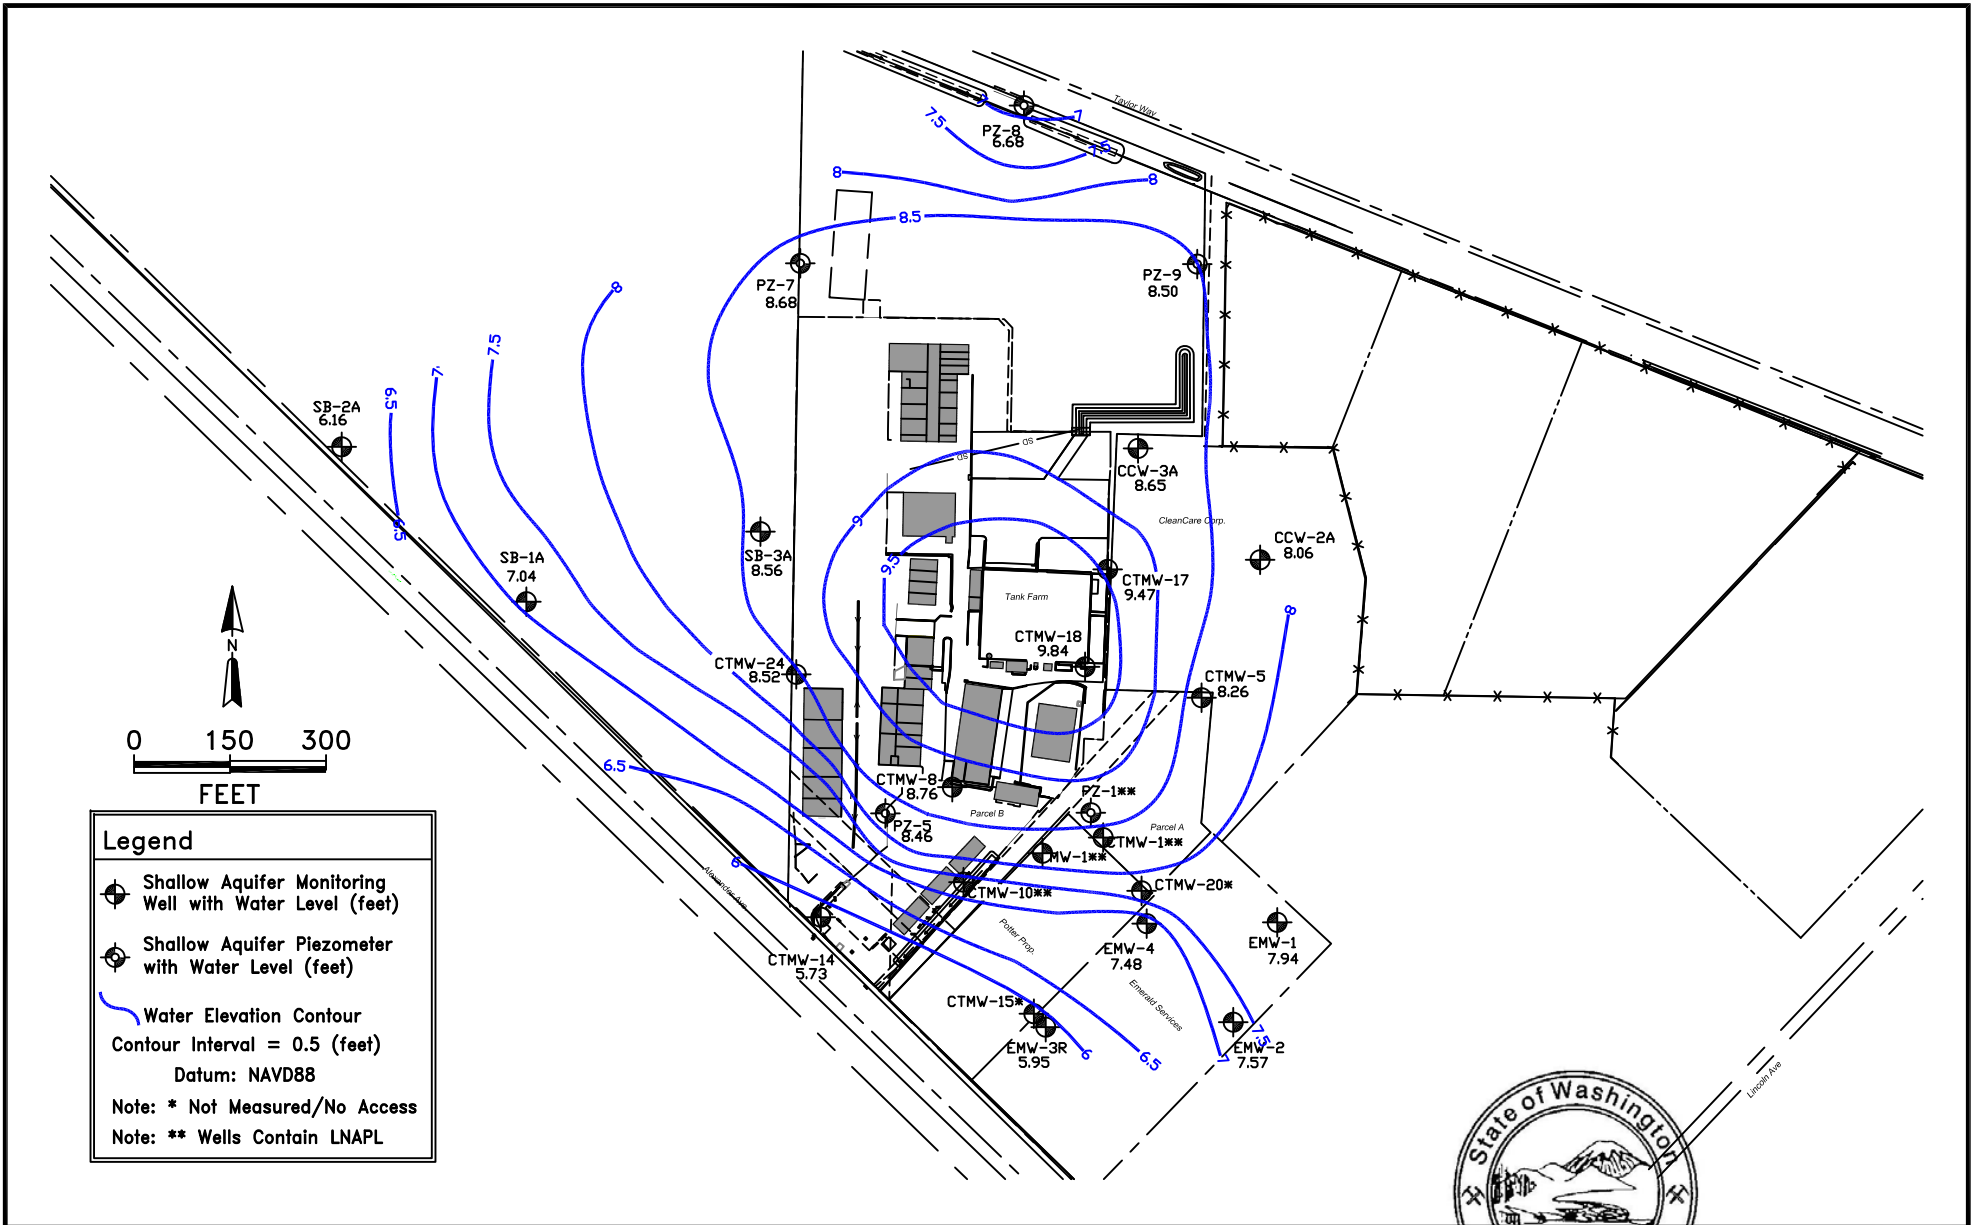 Taylor Way
7
7
7.5
7.5
PZ-8
6.68
8
8
8.5
PZ-7
8.68
PZ-9
8.50
8
7.5
7
6.5
SB-2A
6.16
6.5
SD
SD
CCW-3A
8.65
CleanCare Corp.
CCW-2A
8.06
9
9.5
SB-3A
8.56
SB-1A
7.04
CTMW-17
9.47
Tank Farm
8
CTMW-18
9.84
N
CTMW-24
8.52
CTMW-5
8.26
0 150 300
FEET
6.5
CTMW-8
8.76
PZ-1**
Parcel B
PZ-5
8.46
Parcel A
CTMW-1**
MW-1**
6
Alexander Ave
CTMW-10**
CTMW-20*
Potter Prop.
EMW-4
7.48
EMW-1
7.94
CTMW-14
5.73
CTMW-15*
Emerald Services
EMW-3R
5.95
6
6.5
7
7.5
EMW-2
7.57
Lincoln Ave
Legend
Shallow Aquifer Monitoring
Well with Water Level (feet)
Shallow Aquifer Piezometer
with Water Level (feet)
Water Elevation Contour
Contour Interval = 0.5 (feet)
Datum: NAVD88
Note: * Not Measured/No Access
Note: ** Wells Contain LNAPL
State of Washington